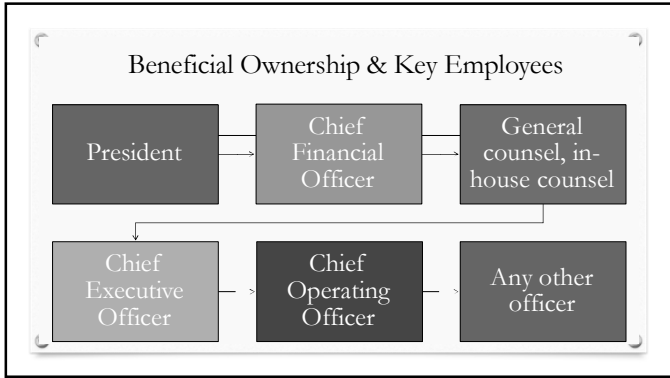 Beneficial Ownership & Key Employees
President
Chief
Financial
Officer
General
counsel, in-
house counsel
Chief
Executive
Officer
Chief
Operating
Officer
Any other
officer